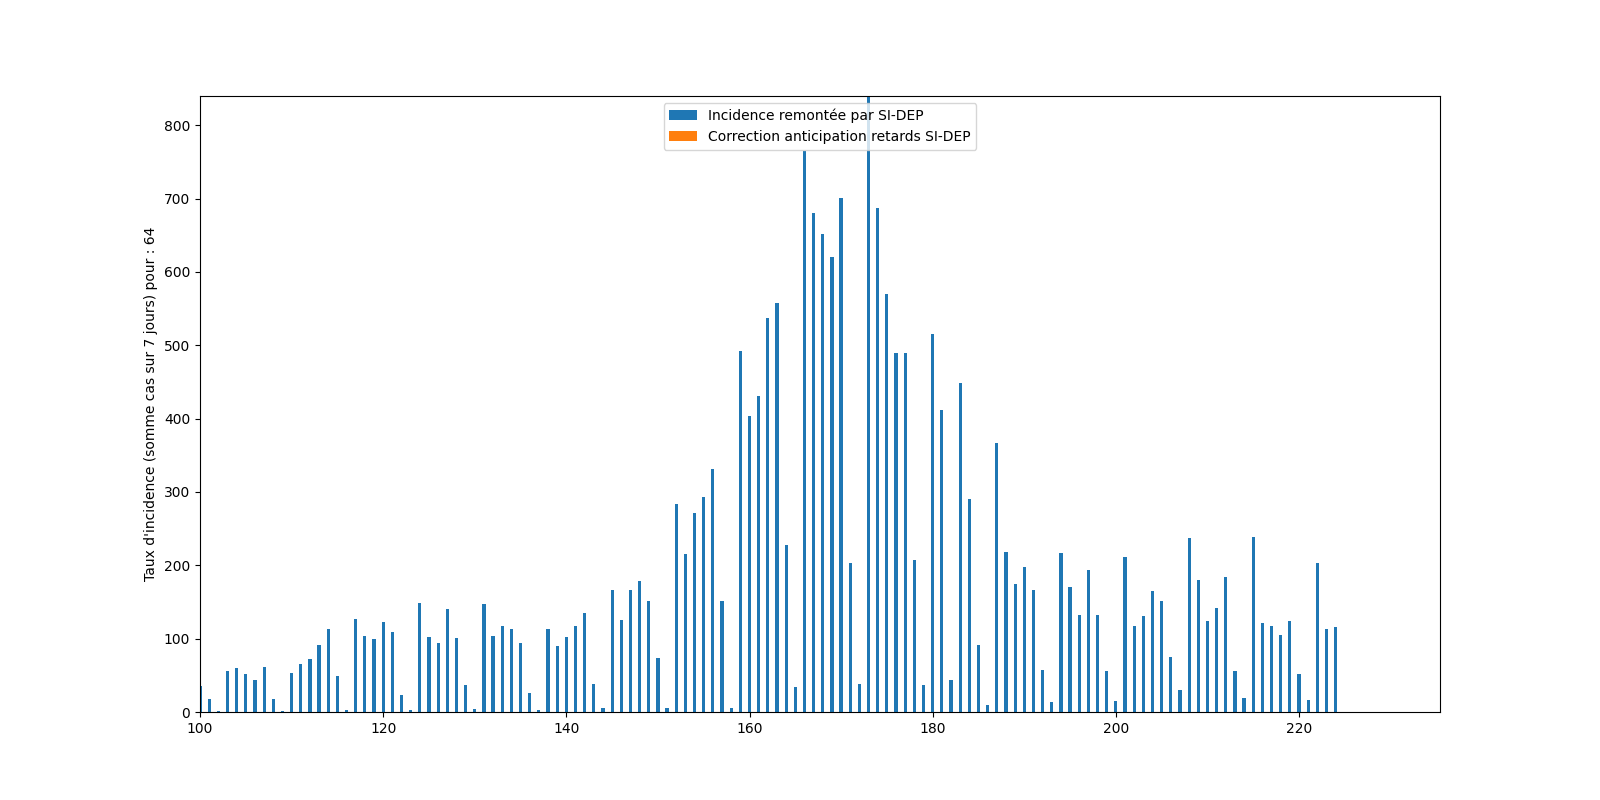 Incidence remontée par SI-DEP
Correction anticipation retards SI-DEP
Taux d'incidence (somme cas sur 7 jours) pour : 64
800
700
600
500
400
300
200
100
0
100 120 140 160 180 200 220